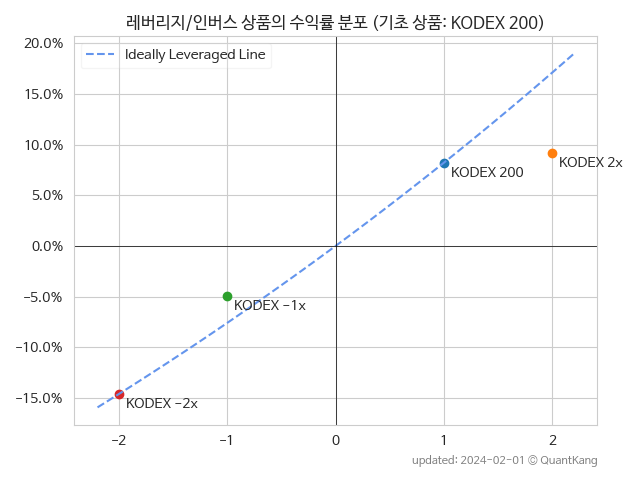 레버리지/인버스 상품의 수익률 분포 (기초 상품: KODEX 200)
20.0%
15.0%
10.0%
5.0%
0.0%
−5.0%
−10.0%
−15.0%
Ideally Leveraged Line
KODEX 2x
KODEX 200
KODEX −1x
KODEX −2x
−2 −1 0 1 2
updated: 2024-02-01 © QuantKang